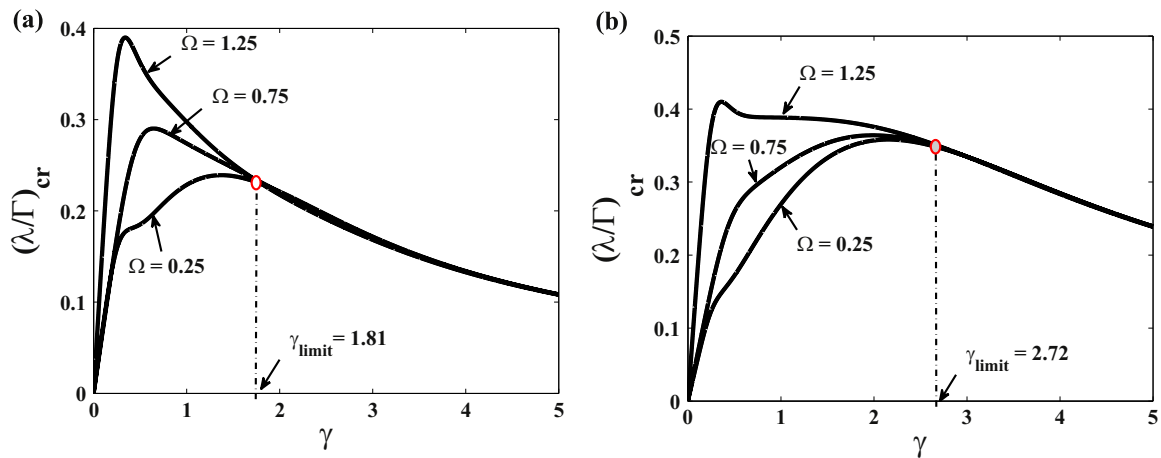 (a)
0.4
0.3
0.2
0.1
0
(λ/Γ)cr
Ω = 1.25
Ω = 0.75
Ω = 0.25
γlimit = 1.81
0 1 2 3 4 5
γ
(b)
0.5
0.4
0.3
0.2
0.1
0
(λ/Γ)cr
Ω = 1.25
Ω = 0.75
Ω = 0.25
γlimit = 2.72
0 1 2 3 4 5
γ